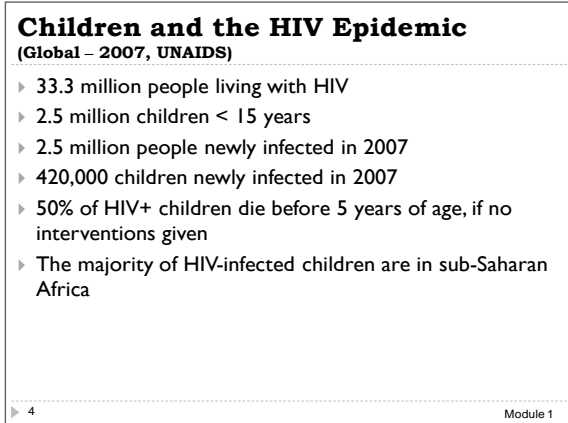 Children and the HIV Epidemic
(Global – 2007, UNAIDS)
33.3 million people living with HIV
2.5 million children < 15 years
2.5 million people newly infected in 2007
420,000 children newly infected in 2007
50% of HIV+ children die before 5 years of age, if no
interventions given
The majority of HIV-infected children are in sub-Saharan
Africa
4
Module 1